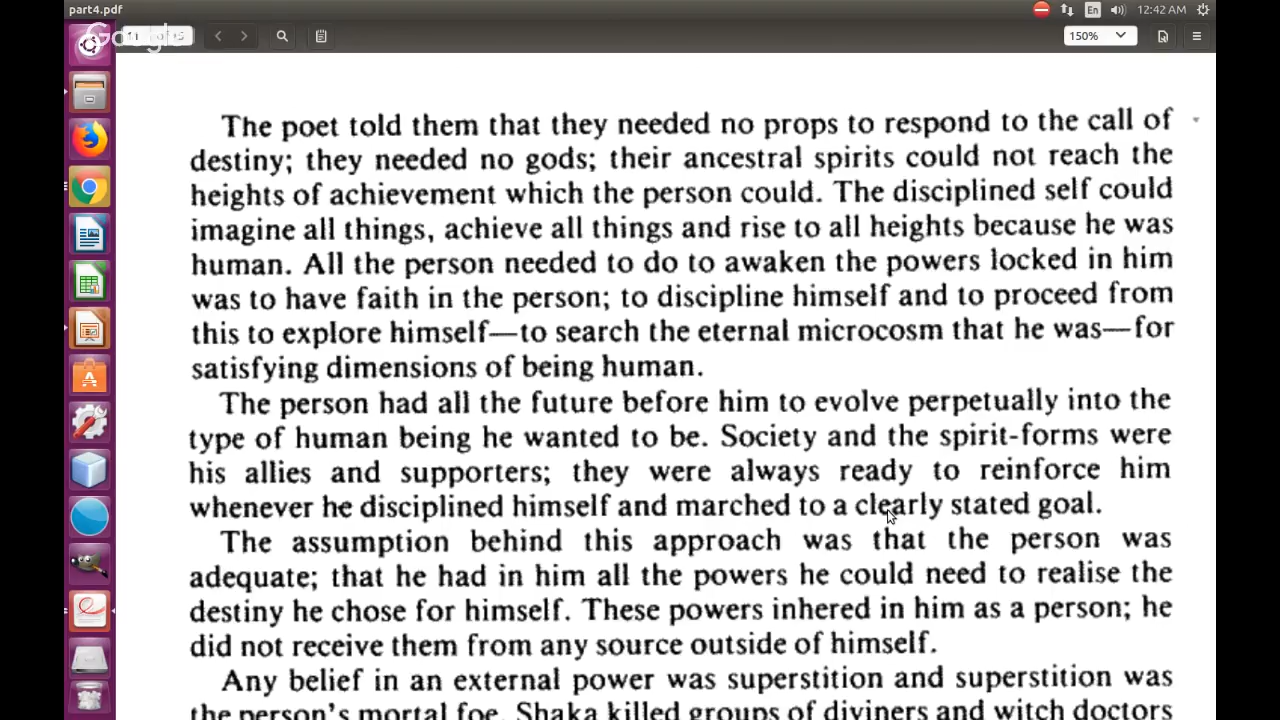 part4.pdf
En
12:42 AM
Google
150%
The poet told them that they needed no props to respond to the call of
destiny; they needed no gods; their ancestral spirits could not reach the
heights of achievement which the person could. The disciplined self could
imagine all things, achieve all things and rise to all heights because he was
human. All the person needed to do to awaken the powers locked in him
was to have faith in the person; to discipline himself and to proceed from
this to explore himself—to search the eternal microcosm that he was—for
satisfying dimensions of being human.
The person had all the future before him to evolve perpetually into the
type of human being he wanted to be. Society and the spirit-forms were
his allies and supporters; they were always ready to reinforce him
whenever he disciplined himself and marched to a clearly stated goal.
The assumption behind this approach was that the person was
adequate; that he had in him all the powers he could need to realise the
destiny he chose for himself. These powers inhered in him as a person; he
did not receive them from any source outside of himself.
Any belief in an external power was superstition and superstition was
the person's mortal foe. Shaka killed groups of diviners and witch doctors